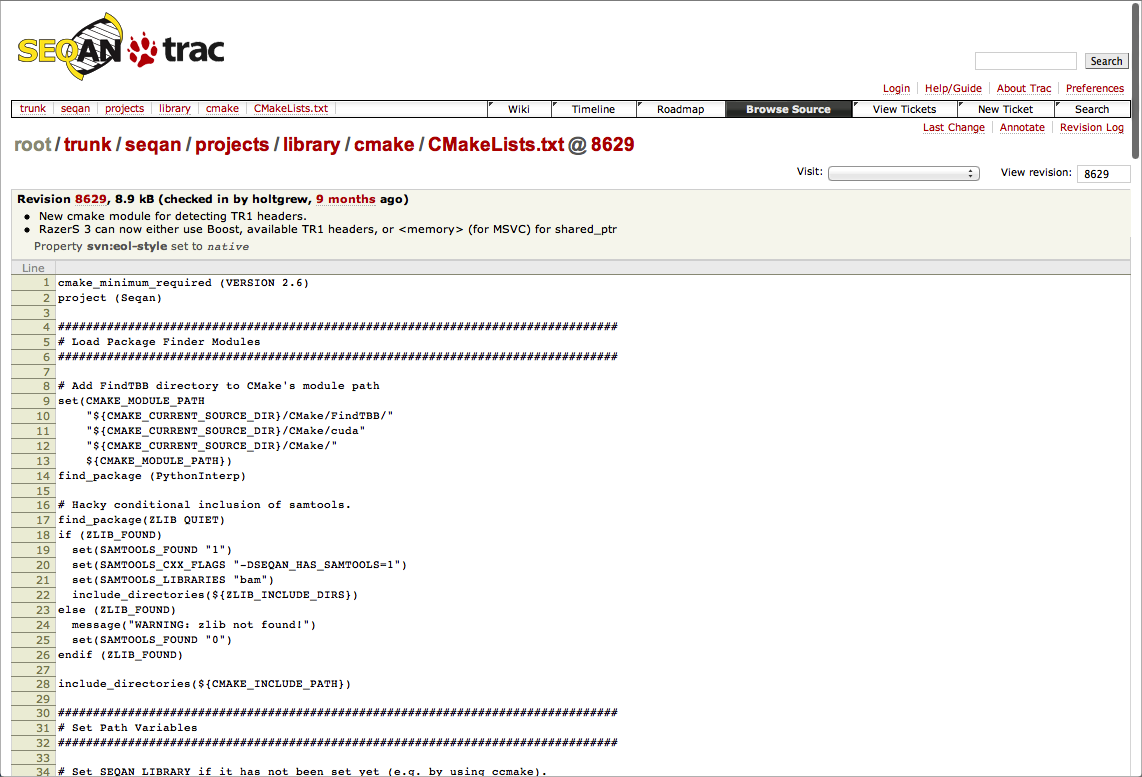 SEQAN trac
Search
Login Help/Guide About Trac Preferences
trunk seqan projects library cmake CMakeLists.txt Wiki Timeline Roadmap Browse Source View Tickets New Ticket Search
Last Change Annotate Revision Log
root/trunk/seqan/projects/library/cmake/CMakeLists.txt @ 8629
Visit: View revision: 8629
Revision 8629, 8.9 kB (checked in by holtgrew, 9 months ago)
• New cmake module for detecting TR1 headers.
• RazerS 3 can now either use Boost, available TR1 headers, or <memory> (for MSVC) for shared_ptr
Property svn:eol-style set to native
Line
1 cmake_minimum_required (VERSION 2.6)
2 project (Seqan)
3
4 ################################################################################
5 # Load Package Finder Modules
6 ################################################################################
7
8 # Add FindTBB directory to CMake's module path
9 set(CMAKE_MODULE_PATH
10     "${CMAKE_CURRENT_SOURCE_DIR}/CMake/FindTBB/"
11     "${CMAKE_CURRENT_SOURCE_DIR}/CMake/cuda"
12     "${CMAKE_CURRENT_SOURCE_DIR}/CMake/"
13     ${CMAKE_MODULE_PATH})
14 find_package (PythonInterp)
15
16 # Hacky conditional inclusion of samtools.
17 find_package(ZLIB QUIET)
18 if (ZLIB_FOUND)
19   set(SAMTOOLS_FOUND "1")
20   set(SAMTOOLS_CXX_FLAGS "-DSEQAN_HAS_SAMTOOLS=1")
21   set(SAMTOOLS_LIBRARIES "bam")
22   include_directories(${ZLIB_INCLUDE_DIRS})
23 else (ZLIB_FOUND)
24   message("WARNING: zlib not found!")
25   set(SAMTOOLS_FOUND "0")
26 endif (ZLIB_FOUND)
27
28 include_directories(${CMAKE_INCLUDE_PATH})
29
30 ################################################################################
31 # Set Path Variables
32 ################################################################################
33
34 # Set SEQAN_LIBRARY if it has not been set yet (e.g. by using ccmake).